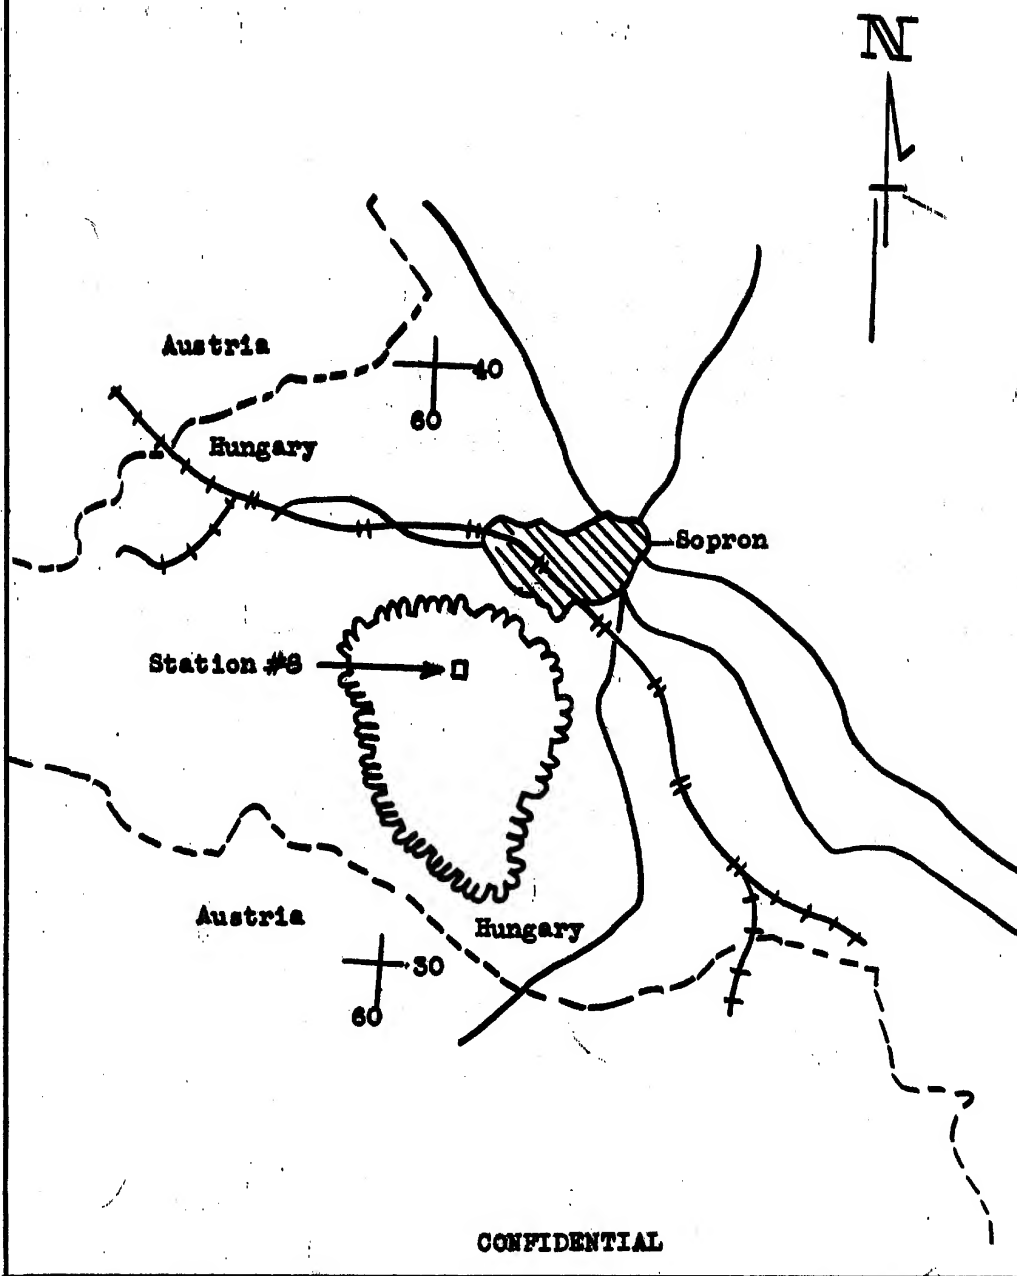 N
Austria
40
60
Hungary
Sopron
Station #8
Austria
Hungary
30
60
CONFIDENTIAL